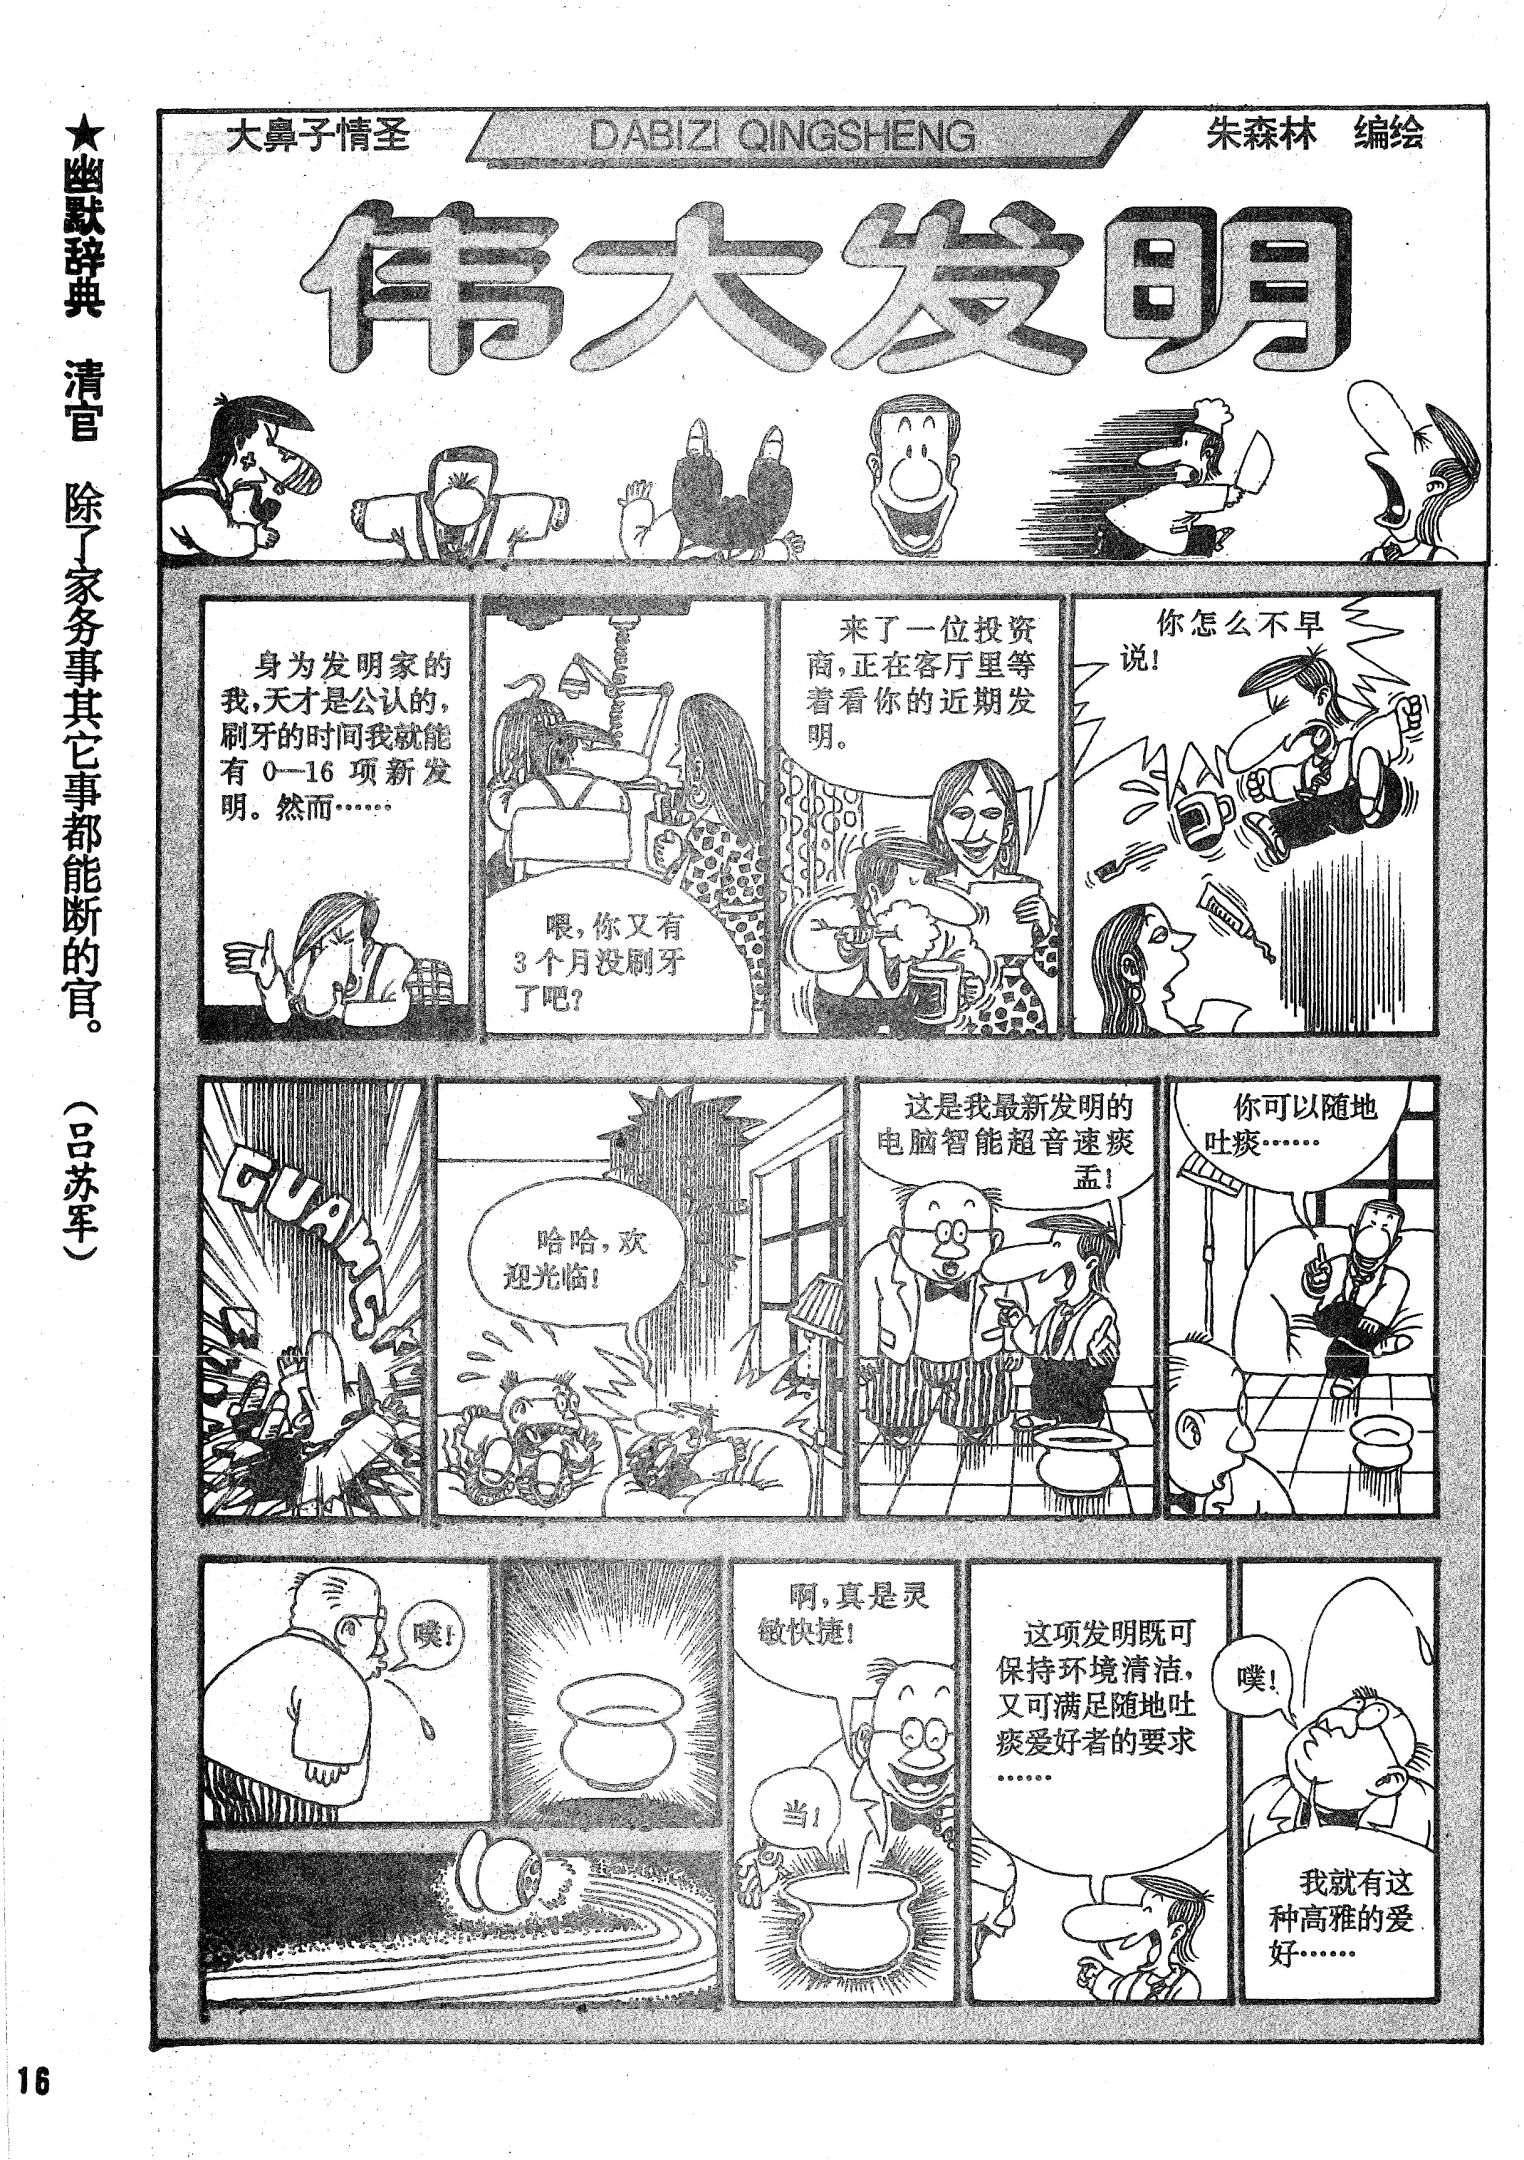 大鼻子情圣
DABIZI QINGSHENG
朱森林 编绘
伟大发明
身为发明家的
我,天才是公认的,
刷牙的时间我就能
有 0—16 项新发
明。然而……
喂,你又有
3个月没刷牙
了吧?
来了一位投资
商,正在客厅里等
着看你的近期发
明。
你怎么不早
说!
GUANG
哈哈,欢
迎光临!
这是我最新发明的
电脑智能超音速痰
盂!
你可以随地
吐痰……
噗!
啊,真是灵
敏快捷!
当!
这项发明既可
保持环境清洁,
又可满足随地吐
痰爱好者的要求
……
噗!
我就有这
种高雅的爱
好……
★幽默辞典 清官 除了家务事其它事都能断的官。 (吕苏军)
16